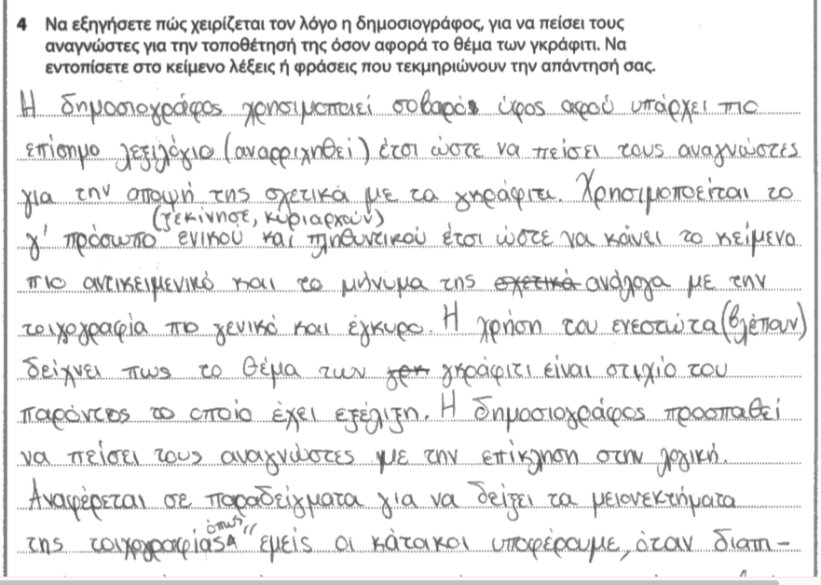 4 Να εξηγήσετε πώς χειρίζεται τον λόγο η δημοσιογράφος, για να πείσει τους
αναγνώστες για την τοποθέτησή της όσον αφορά το θέμα των γκράφιτι. Να
εντοπίσετε στο κείμενο λέξεις ή φράσεις που τεκμηριώνουν την απάντησή σας.
Η δημοσιογράφος χρησιμοποιεί σοβαρό ύφος αφού υπάρχει πιο
επίσημο λεξιλόγιο (αναρριχηθεί) έτσι ώστε να πείσει τους αναγνώστες
για την αποψή της σχετικά με τα γκράφιτι. Χρησιμοποείται το
(ξεκίνησε, κυριαρχούν)
γ' πρόσωπο ενικού και πληθυντικού έτσι ώστε να κάνει το κείμενο
πιο αντικειμενικό και το μήνυμα της σχετικά ανάλογα με την
τοιχογραφία πιο γενικό και έγκυρο. Η χρήση του ενεστώτα (βλέπουν)
δείχνει πως το θέμα των γρκ γκράφιτι είναι στιχίο του
παρόντος το οποίο έχει εξέλιξη. Η δημοσιογράφος προσπαθεί
να πείσει τους αναγνώστες με την επίκληση στην λογική.
Αναφέρεται σε παραδείγματα για να δείξει τα μειονεκτήματα
όπως
της τοιχογραφίας "εμείς οι κάτοικοι υποφέρουμε, όταν διαπι-